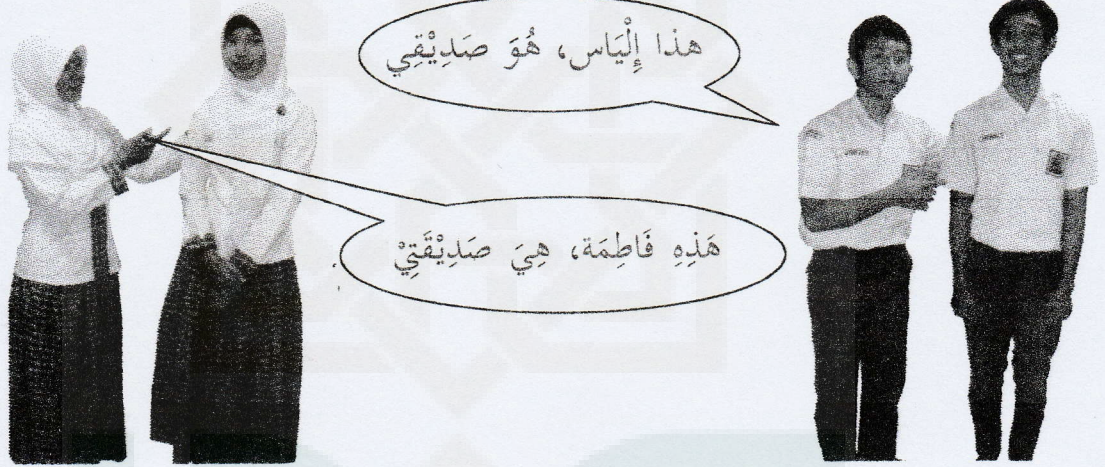 هذا إِلْيَاس، هُوَ صَدِيْقِي
هَذِهِ فَاطِمَة، هِيَ صَدِيْقَتِيْ